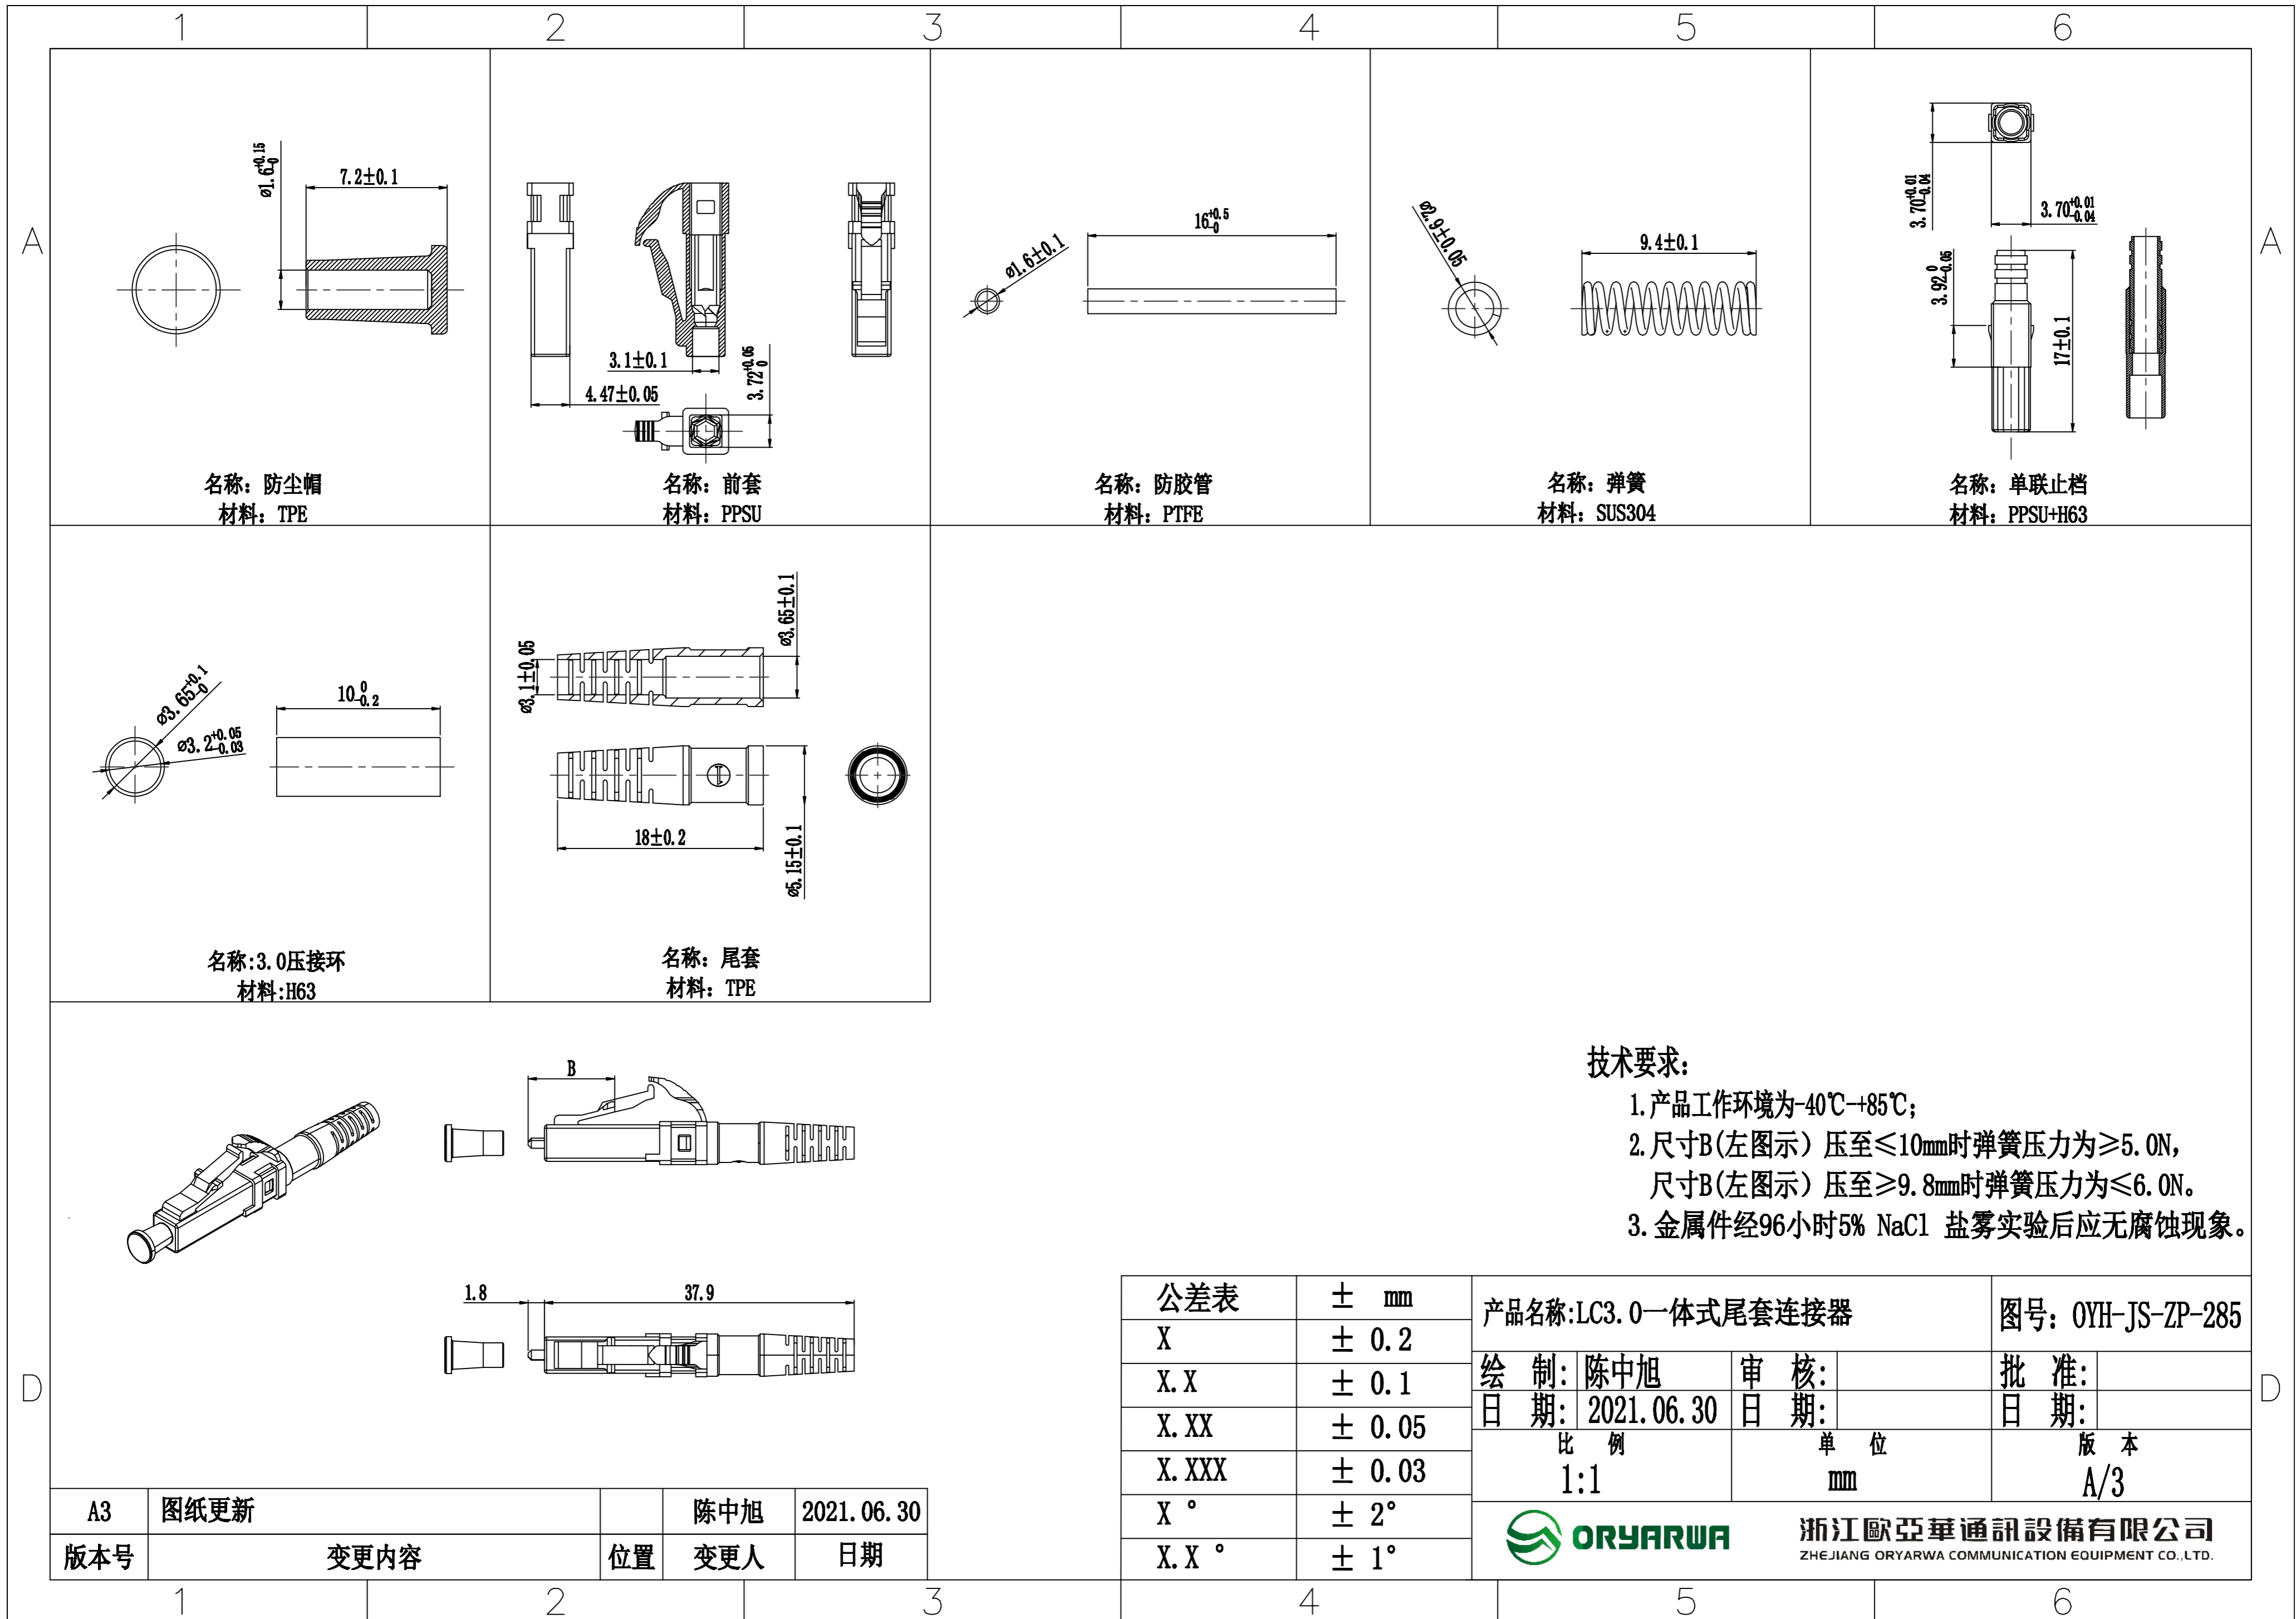 1 2 3 4 5 6
A
A
ø1.6+0.15 -0
7.2±0.1
名称: 防尘帽
材料: TPE
3.1±0.1
4.47±0.05
3.72+0.05 0
名称: 前套
材料: PPSU
ø1.6±0.1
16+0.5 -0
名称: 防胶管
材料: PTFE
ø2.9±0.05
9.4±0.1
名称: 弹簧
材料: SUS304
3.70+0.01 -0.04
3.70+0.01 -0.04
3.92 0 -0.05
17±0.1
名称: 单联止档
材料: PPSU+H63
ø3.65+0.1 -0
ø3.2+0.05 -0.03
10 0 -0.2
名称:3.0压接环
材料:H63
ø3.1±0.05
ø3.65±0.1
18±0.2
ø5.15±0.1
名称: 尾套
材料: TPE
B
1.8
37.9
技术要求:
1.产品工作环境为-40℃-+85℃;
2.尺寸B(左图示) 压至≤10mm时弹簧压力为≥5.0N,
尺寸B(左图示) 压至≥9.8mm时弹簧压力为≤6.0N。
3.金属件经96小时5% NaCl 盐雾实验后应无腐蚀现象。
D
D
公差表 ± mm
X ± 0.2
X.X ± 0.1
X.XX ± 0.05
X.XXX ± 0.03
X ° ± 2°
X.X ° ± 1°
产品名称:LC3.0一体式尾套连接器
图号: OYH-JS-ZP-285
绘 制: 陈中旭 审 核: 批 准:
日 期: 2021.06.30 日 期: 日 期:
比 例 单 位 版 本
1:1 mm A/3
ORYARWA
浙江歐亞華通訊設備有限公司
ZHEJIANG ORYARWA COMMUNICATION EQUIPMENT CO.,LTD.
A3 图纸更新 陈中旭 2021.06.30
版本号 变更内容 位置 变更人 日期
1 2 3 4 5 6